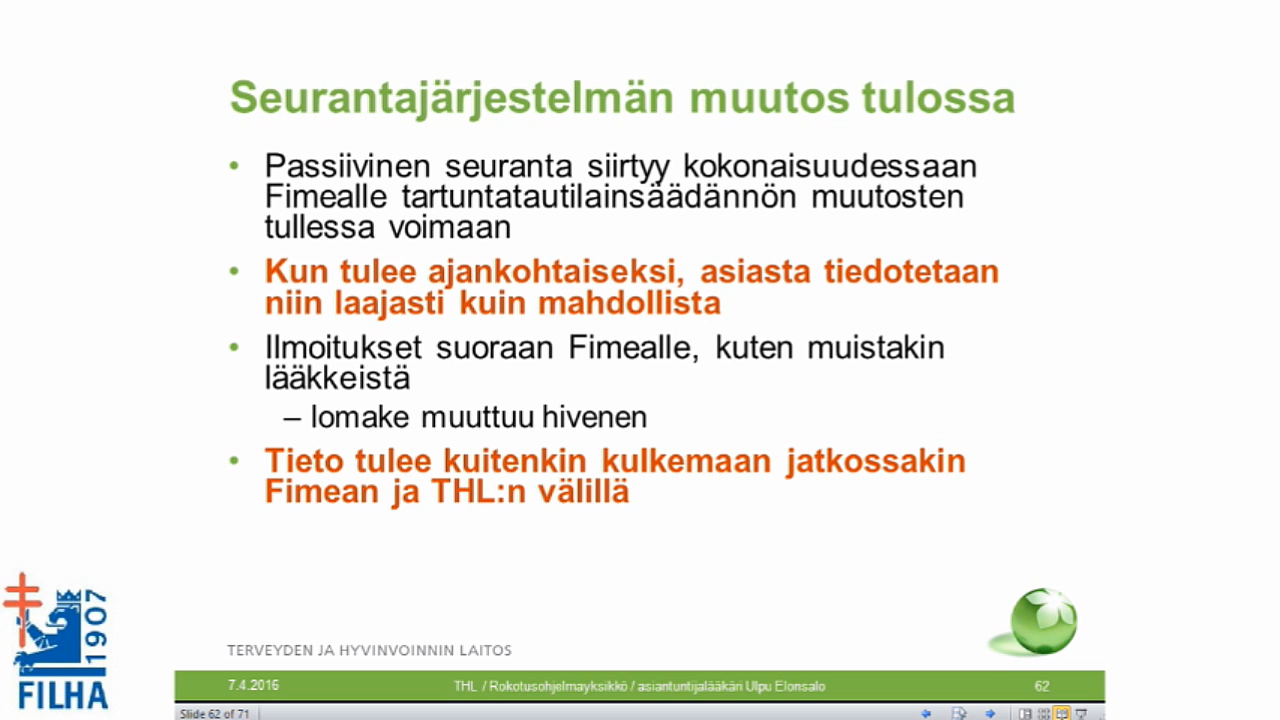 Seurantajärjestelmän muutos tulossa
• Passiivinen seuranta siirtyy kokonaisuudessaan
Fimealle tartuntatautilainsäädännön muutosten
tullessa voimaan
• Kun tulee ajankohtaiseksi, asiasta tiedotetaan
niin laajasti kuin mahdollista
• Ilmoitukset suoraan Fimealle, kuten muistakin
lääkkeistä
– lomake muuttuu hivenen
• Tieto tulee kuitenkin kulkemaan jatkossakin
Fimean ja THL:n välillä
1907
FILHA
TERVEYDEN JA HYVINVOINNIN LAITOS
7.4.2016 THL / Rokotusohjelmayksikkö / asiantuntijalääkäri Ulpu Elonsalo 62
Slide 62 of 71